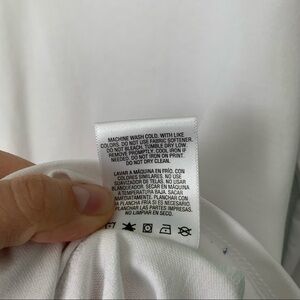 MACHINE WASH COLD. WITH LIKE
COLORS. DO NOT USE FABRIC SOFTENER.
DO NOT BLEACH. TUMBLE DRY LOW.
REMOVE PROMPTLY. COOL IRON IF
NEEDED. DO NOT IRON ON PRINT.
DO NOT DRY CLEAN.
LAVAR A MÁQUINA EN FRÍO. CON
COLORES SIMILARES. NO USAR
SUAVIZADOR DE TELAS. NO USAR
BLANQUEADOR. SECAR EN MÁQUINA
A TEMPERATURA BAJA. SACAR
INMEDIATAMENTE. PLANCHAR CON
PLANCHA FRÍA SI ES NECESARIO.
NO PLANCHAR LAS PARTES IMPRESAS.
NO LIMPIAR EN SECO.